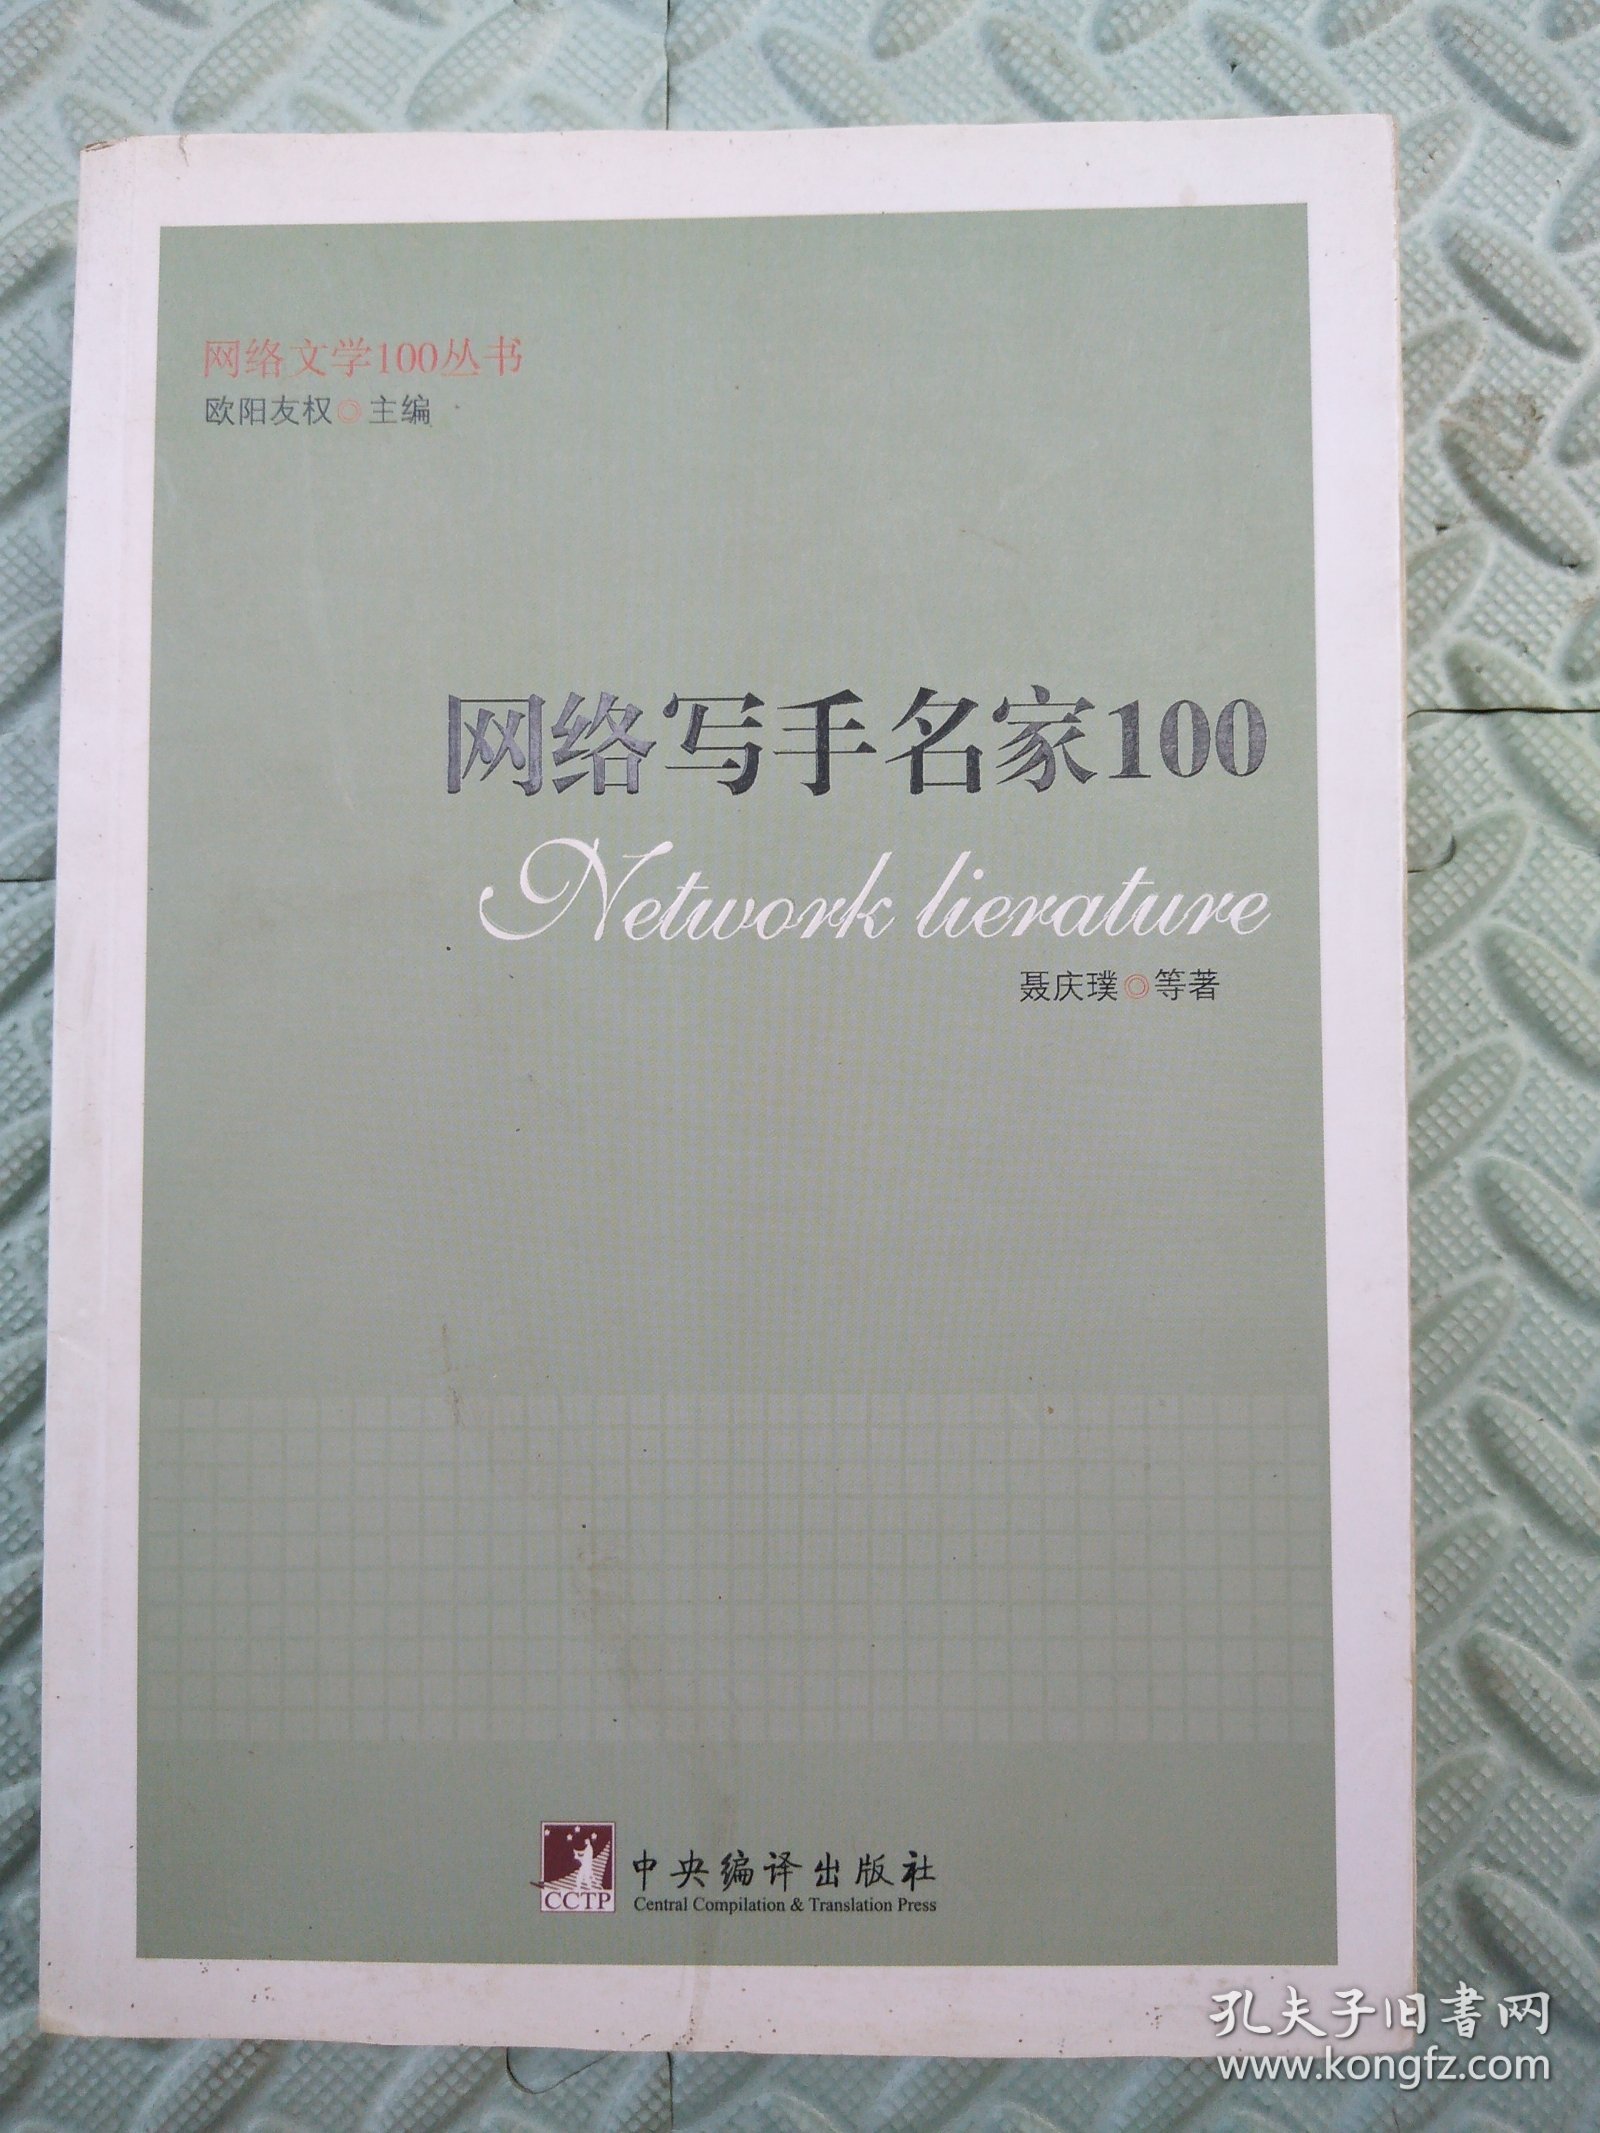 网络文学100丛书
欧阳友权◎主编
网络写手名家100
Network lierature
聂庆璞◎等著
CCTP
中央编译出版社
Central Compilation & Translation Press
孔夫子旧书网
www.kongfz.com